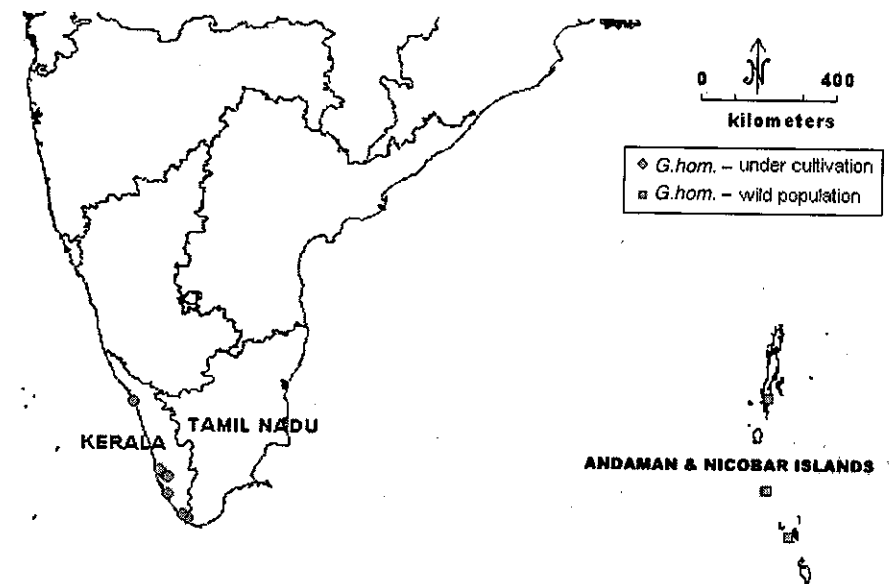 0 N 400
kilometers
G.hom. – under cultivation
G.hom. – wild population
TAMIL NADU
KERALA
ANDAMAN & NICOBAR ISLANDS